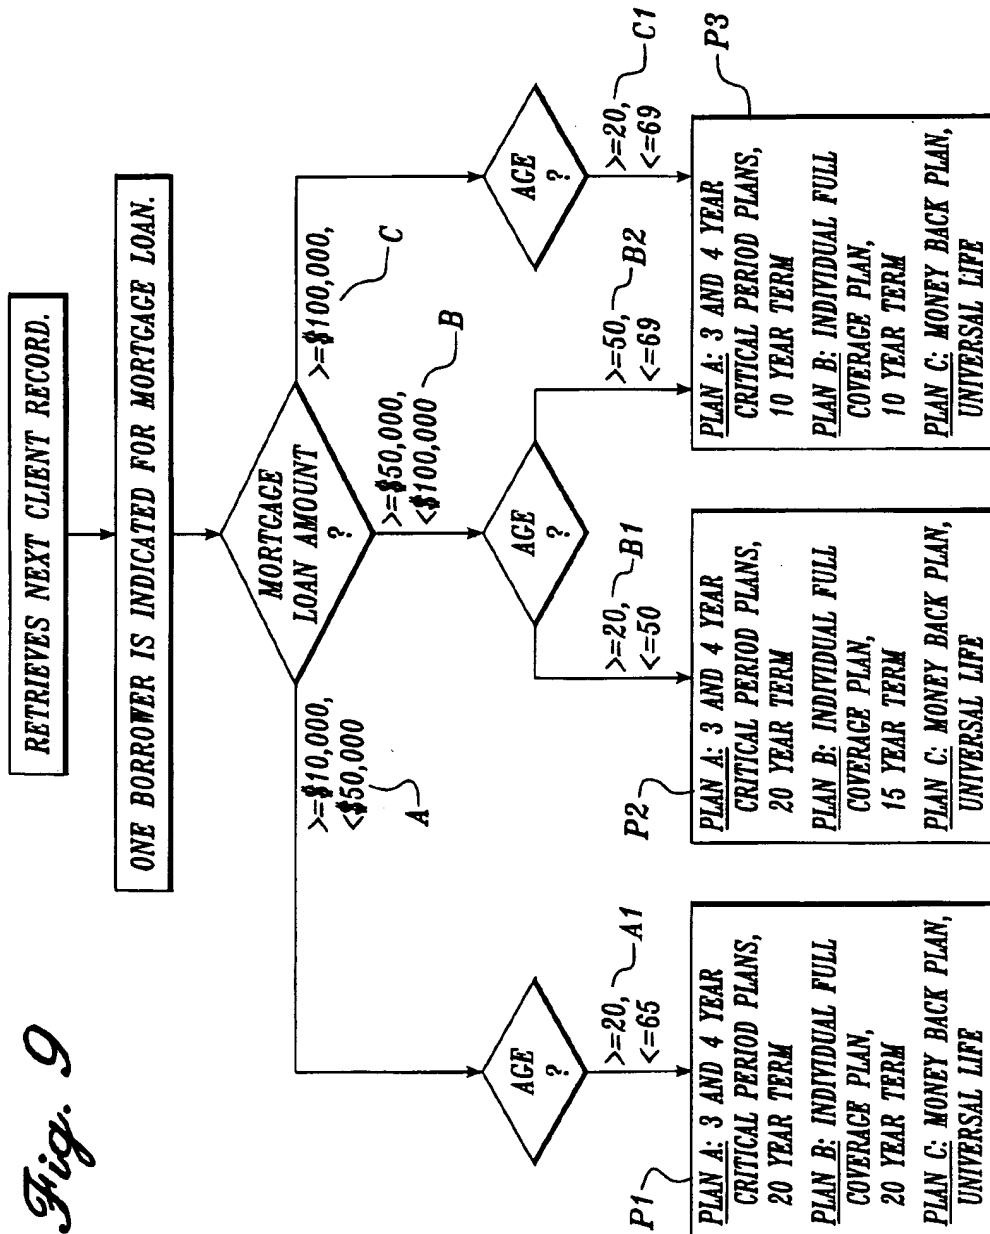 Fig. 9
RETRIEVES NEXT CLIENT RECORD.
ONE BORROWER IS INDICATED FOR MORTGAGE LOAN.
MORTGAGE
LOAN AMOUNT
?
>=$10,000,
<$50,000
A
>=$50,000,
<$100,000
B
>=$100,000,
C
AGE
?
>=20,
<=65
A1
AGE
?
>=20,
<=50
B1
>=50,
<=69
B2
AGE
?
>=20,
<=69
C1
P1
PLAN A: 3 AND 4 YEAR
CRITICAL PERIOD PLANS,
20 YEAR TERM
PLAN B: INDIVIDUAL FULL
COVERAGE PLAN,
20 YEAR TERM
PLAN C: MONEY BACK PLAN,
UNIVERSAL LIFE
P2
PLAN A: 3 AND 4 YEAR
CRITICAL PERIOD PLANS,
20 YEAR TERM
PLAN B: INDIVIDUAL FULL
COVERAGE PLAN,
15 YEAR TERM
PLAN C: MONEY BACK PLAN,
UNIVERSAL LIFE
P3
PLAN A: 3 AND 4 YEAR
CRITICAL PERIOD PLANS,
10 YEAR TERM
PLAN B: INDIVIDUAL FULL
COVERAGE PLAN,
10 YEAR TERM
PLAN C: MONEY BACK PLAN,
UNIVERSAL LIFE